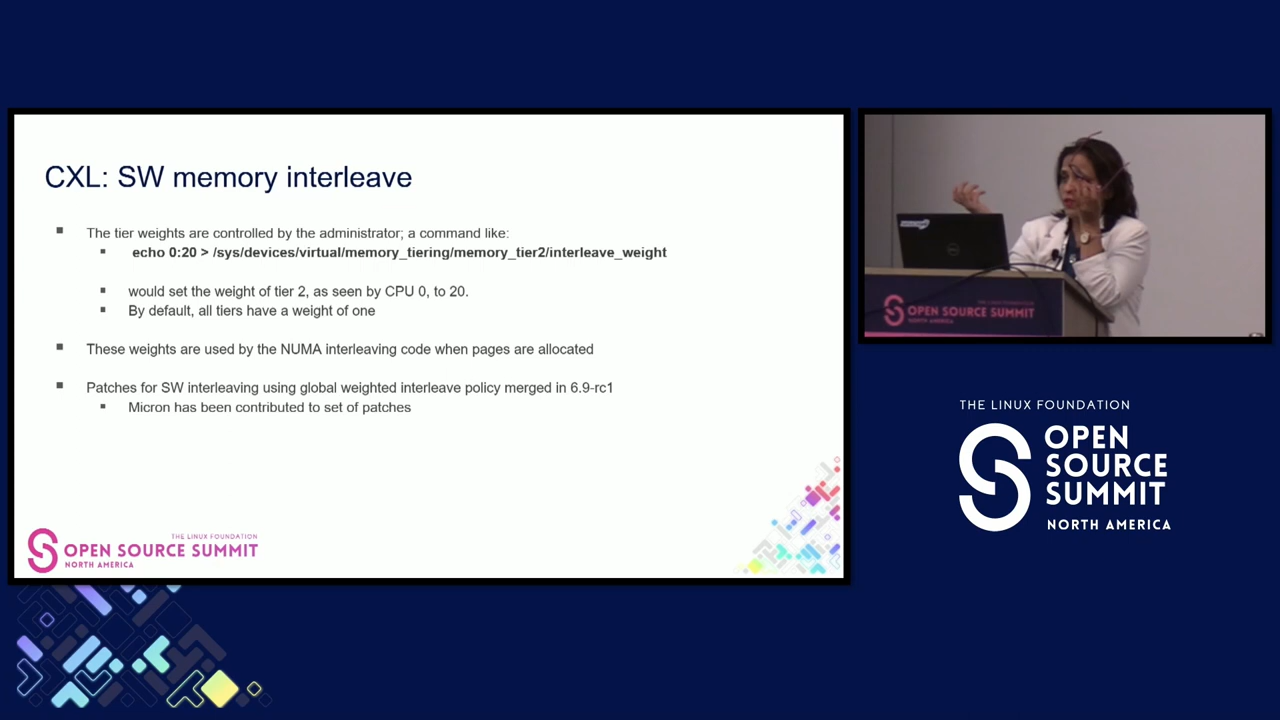 CXL: SW memory interleave
The tier weights are controlled by the administrator; a command like:
echo 0:20 > /sys/devices/virtual/memory_tiering/memory_tier2/interleave_weight
would set the weight of tier 2, as seen by CPU 0, to 20.
By default, all tiers have a weight of one
These weights are used by the NUMA interleaving code when pages are allocated
Patches for SW interleaving using global weighted interleave policy merged in 6.9-rc1
Micron has been contributed to set of patches
THE LINUX FOUNDATION
OPEN SOURCE SUMMIT
NORTH AMERICA
DELL
THE LINUX FOUNDATION
OPEN SOURCE SUMMIT
NORTH AMERICA
THE LINUX FOUNDATION
OPEN
SOURCE
SUMMIT
NORTH AMERICA